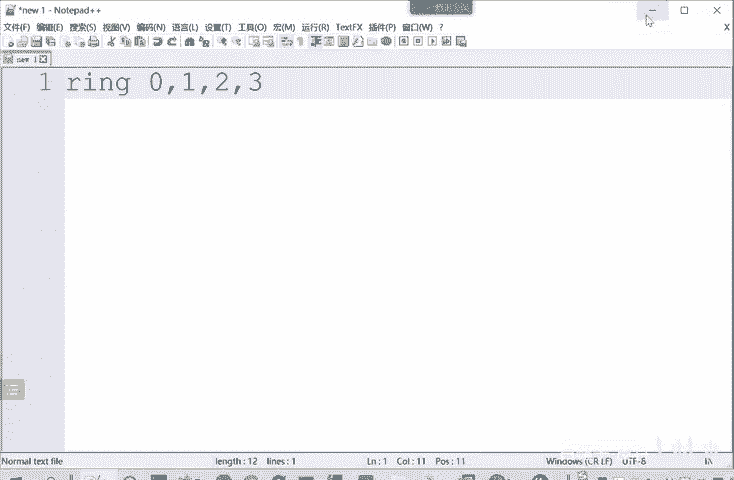 *new 1 - Notepad++
文件(F) 编辑(E) 搜索(S) 视图(V) 编码(N) 语言(L) 设置(T) 工具(O) 宏(M) 运行(R) TextFX 插件(P) 窗口(W) ? X
new 1
1 ring 0,1,2,3
Normal text file length : 12 lines : 1 Ln : 1 Col : 11 Pos : 11 Windows (CR LF) UTF-8 IN